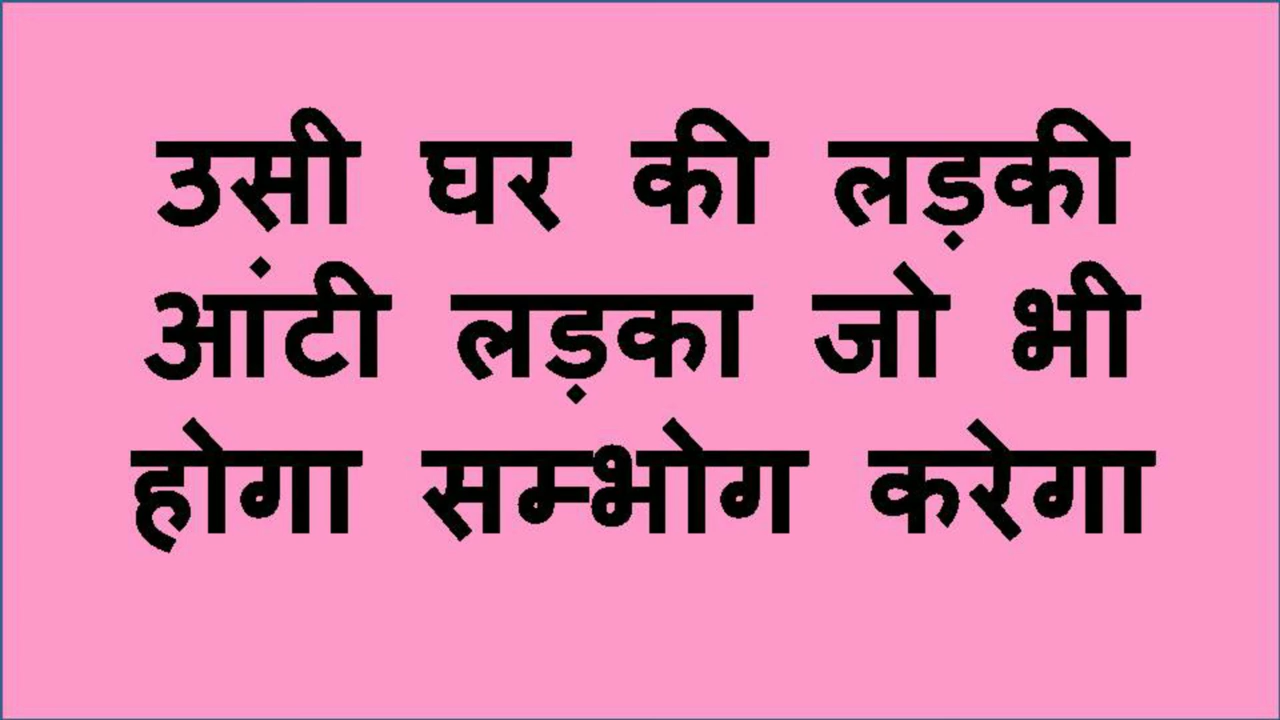 उसी घर की लड़की
आंटी लड़का जो भी
होगा सम्भोग करेगा